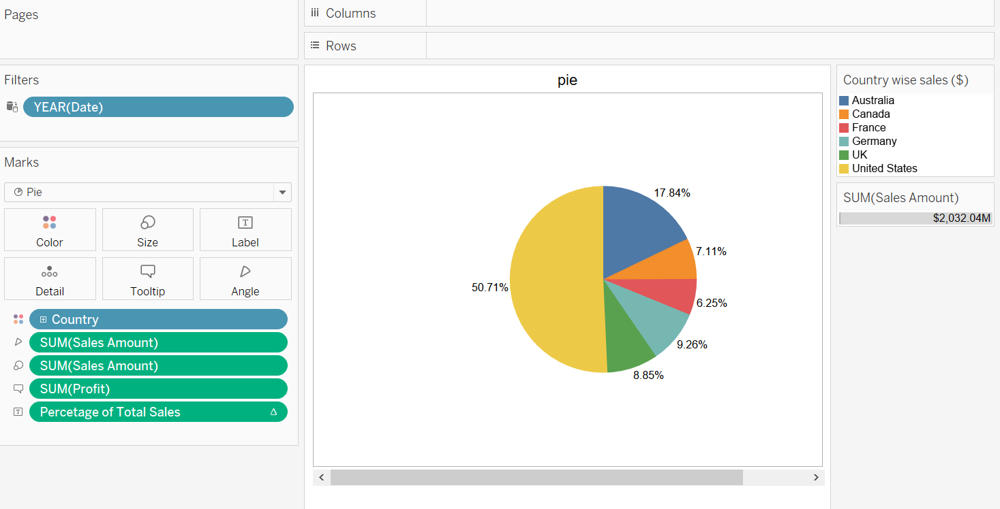 Pages
Columns
Rows
Filters
YEAR(Date)
Marks
Pie
Color
Size
Label
T
Detail
Tooltip
Angle
Country
SUM(Sales Amount)
SUM(Sales Amount)
SUM(Profit)
T
Percetage of Total Sales
pie
17.84%
7.11%
6.25%
9.26%
8.85%
50.71%
Country wise sales ($)
Australia
Canada
France
Germany
UK
United States
SUM(Sales Amount)
$2,032.04M